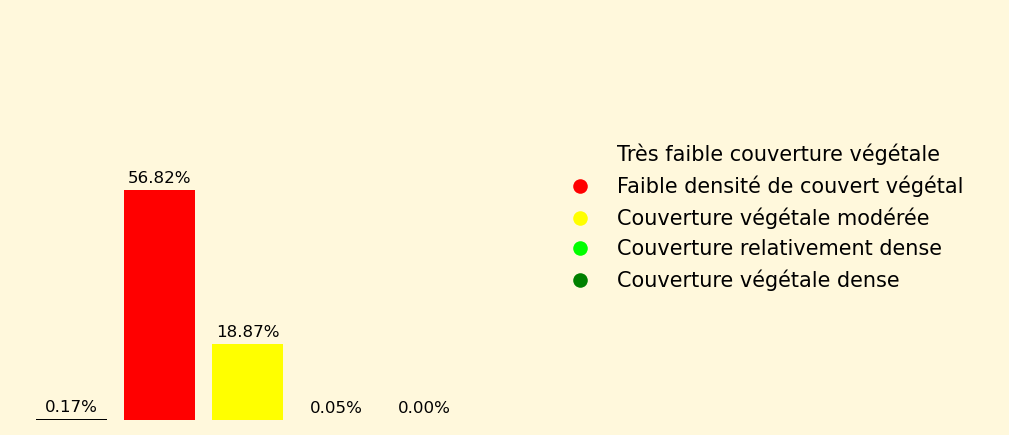 56.82%
18.87%
0.17%
0.05%
0.00%
Très faible couverture végétale
Faible densité de couvert végétal
Couverture végétale modérée
Couverture relativement dense
Couverture végétale dense